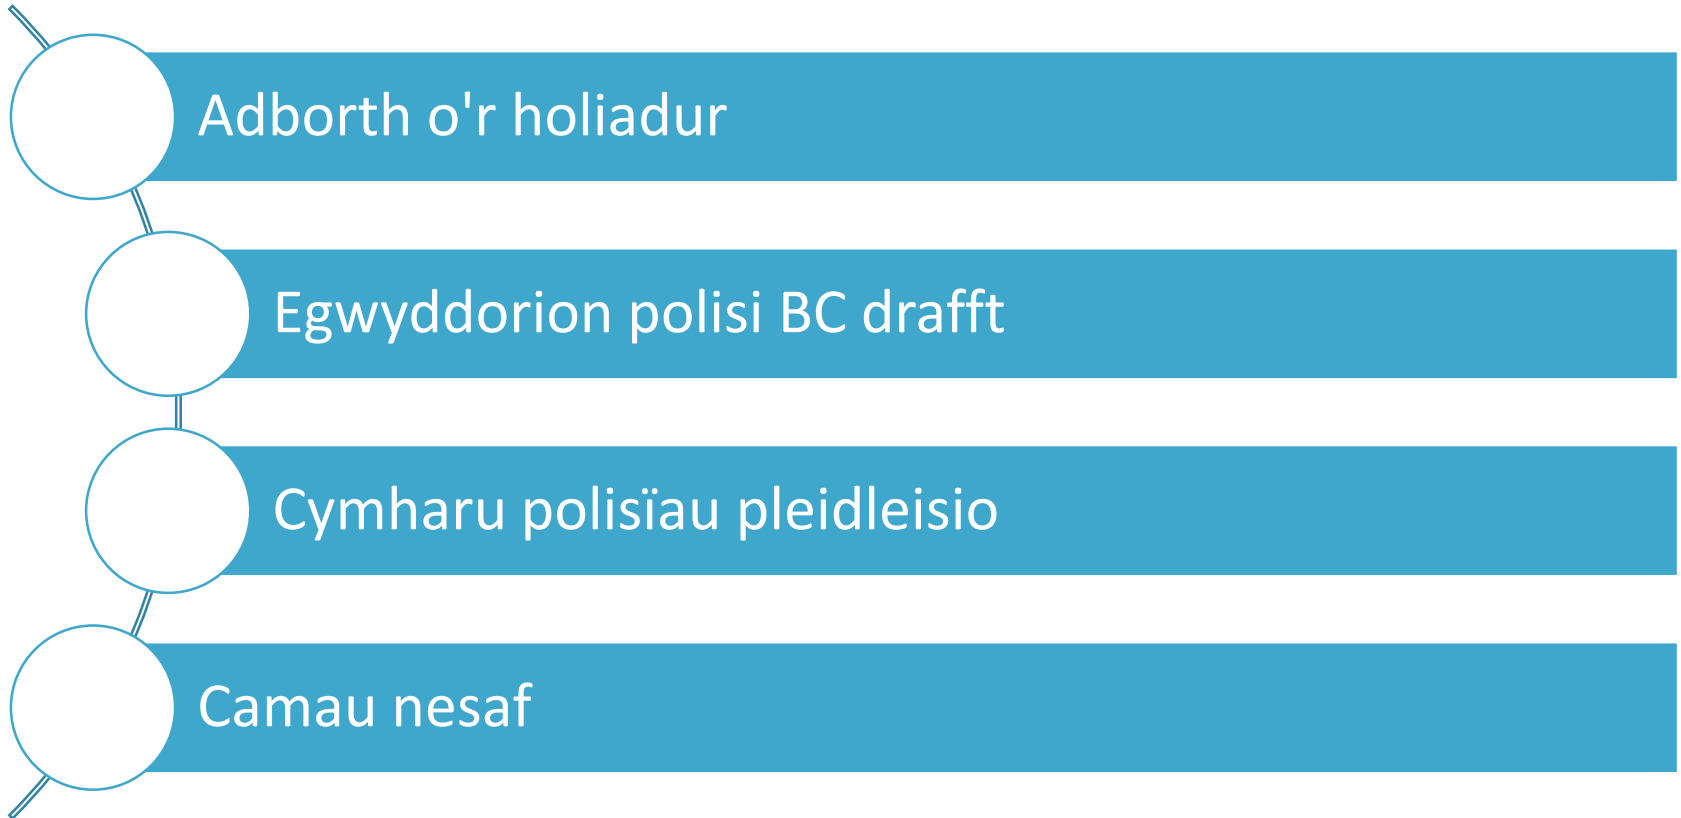 Adborth o'r holiadur
Egwyddorion polisi BC drafft
Cymharu polisïau pleidleisio
Camau nesaf